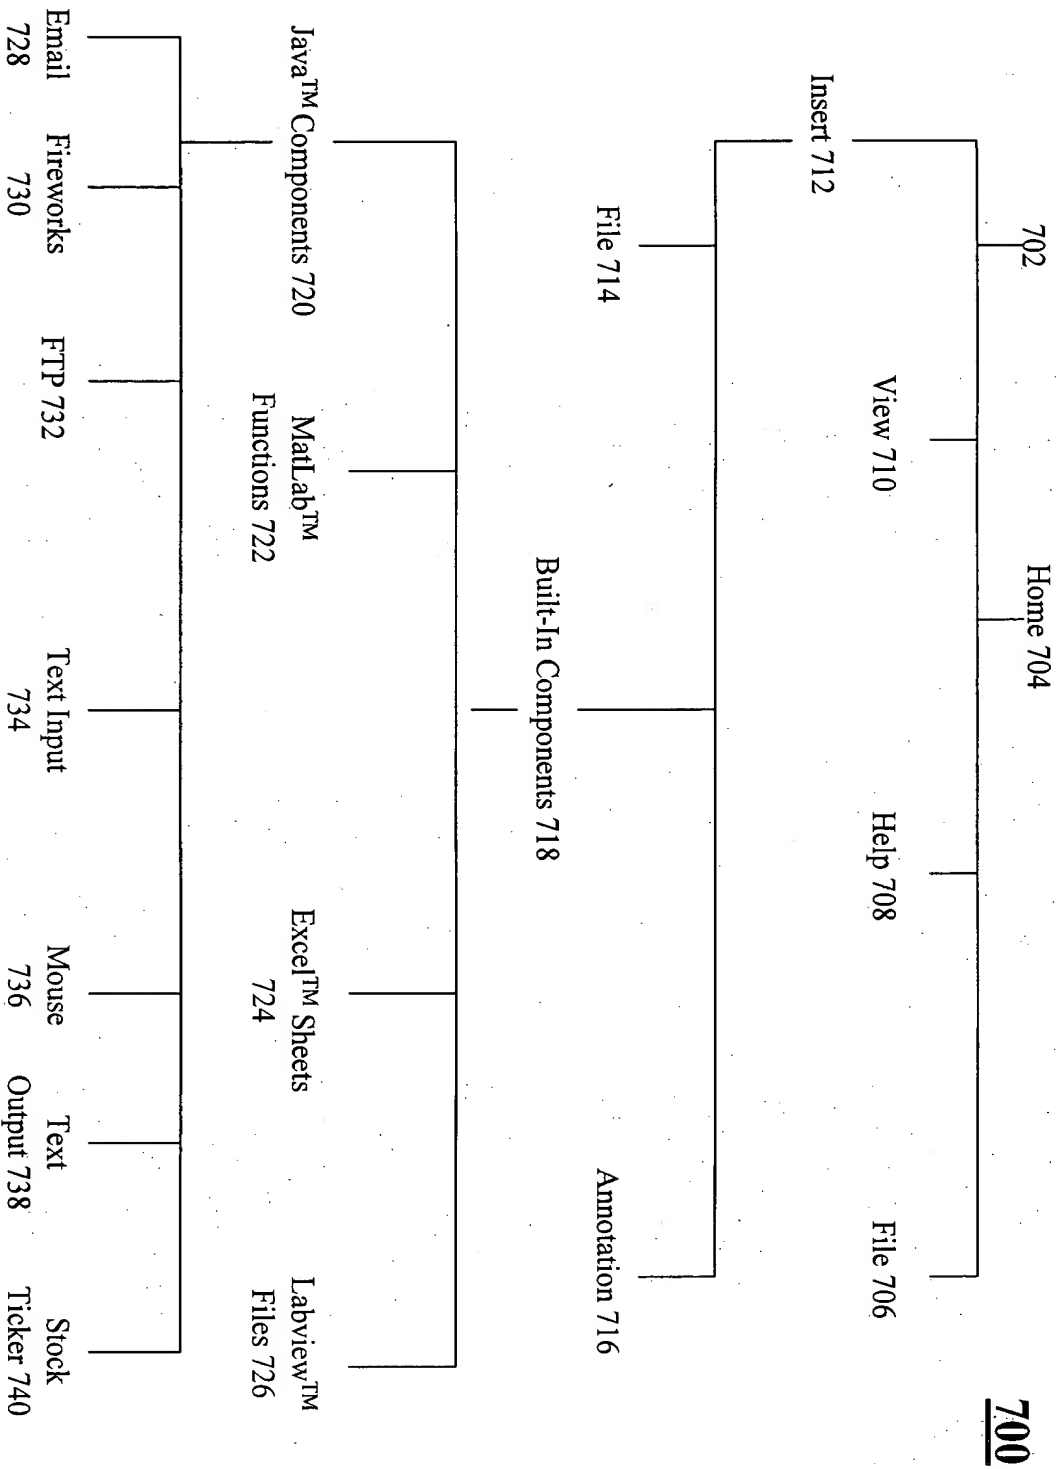 700
702
Home 704
Insert 712
View 710
Help 708
File 706
File 714
Built-In Components 718
Annotation 716
Java™ Components 720
MatLab™
Functions 722
Excel™ Sheets
724
Labview™
Files 726
Email
728
Fireworks
730
FTP 732
Text Input
734
Mouse
736
Text
Output 738
Stock
Ticker 740